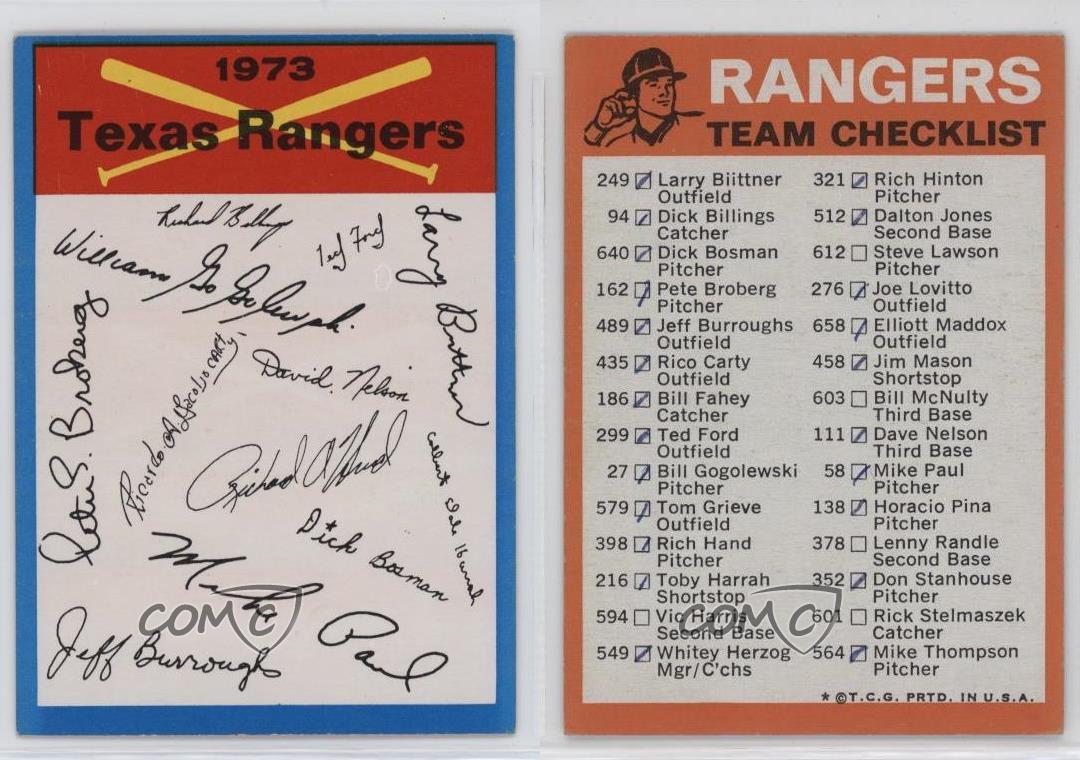 1973
Texas Rangers
Richard Billings
Ted Ford
Larry Biittner
William Go Gogolewski.
Pete S. Broberg
David. Nelson
Richard A. Hand
Dick Bosman
Jeff Burroughs
Paul
COMC
RANGERS
TEAM CHECKLIST
249 Larry Biittner
Outfield
94 Dick Billings
Catcher
640 Dick Bosman
Pitcher
162 Pete Broberg
Pitcher
489 Jeff Burroughs
Outfield
435 Rico Carty
Outfield
186 Bill Fahey
Catcher
299 Ted Ford
Outfield
27 Bill Gogolewski
Pitcher
579 Tom Grieve
Outfield
398 Rich Hand
Pitcher
216 Toby Harrah
Shortstop
594 Vic Harris
Second Base
549 Whitey Herzog
Mgr/C'chs
321 Rich Hinton
Pitcher
512 Dalton Jones
Second Base
612 Steve Lawson
Pitcher
276 Joe Lovitto
Outfield
658 Elliott Maddox
Outfield
458 Jim Mason
Shortstop
603 Bill McNulty
Third Base
111 Dave Nelson
Third Base
58 Mike Paul
Pitcher
138 Horacio Pina
Pitcher
378 Lenny Randle
Second Base
352 Don Stanhouse
Pitcher
601 Rick Stelmaszek
Catcher
564 Mike Thompson
Pitcher
* ©T.C.G. PRTD. IN U.S.A.
COMC